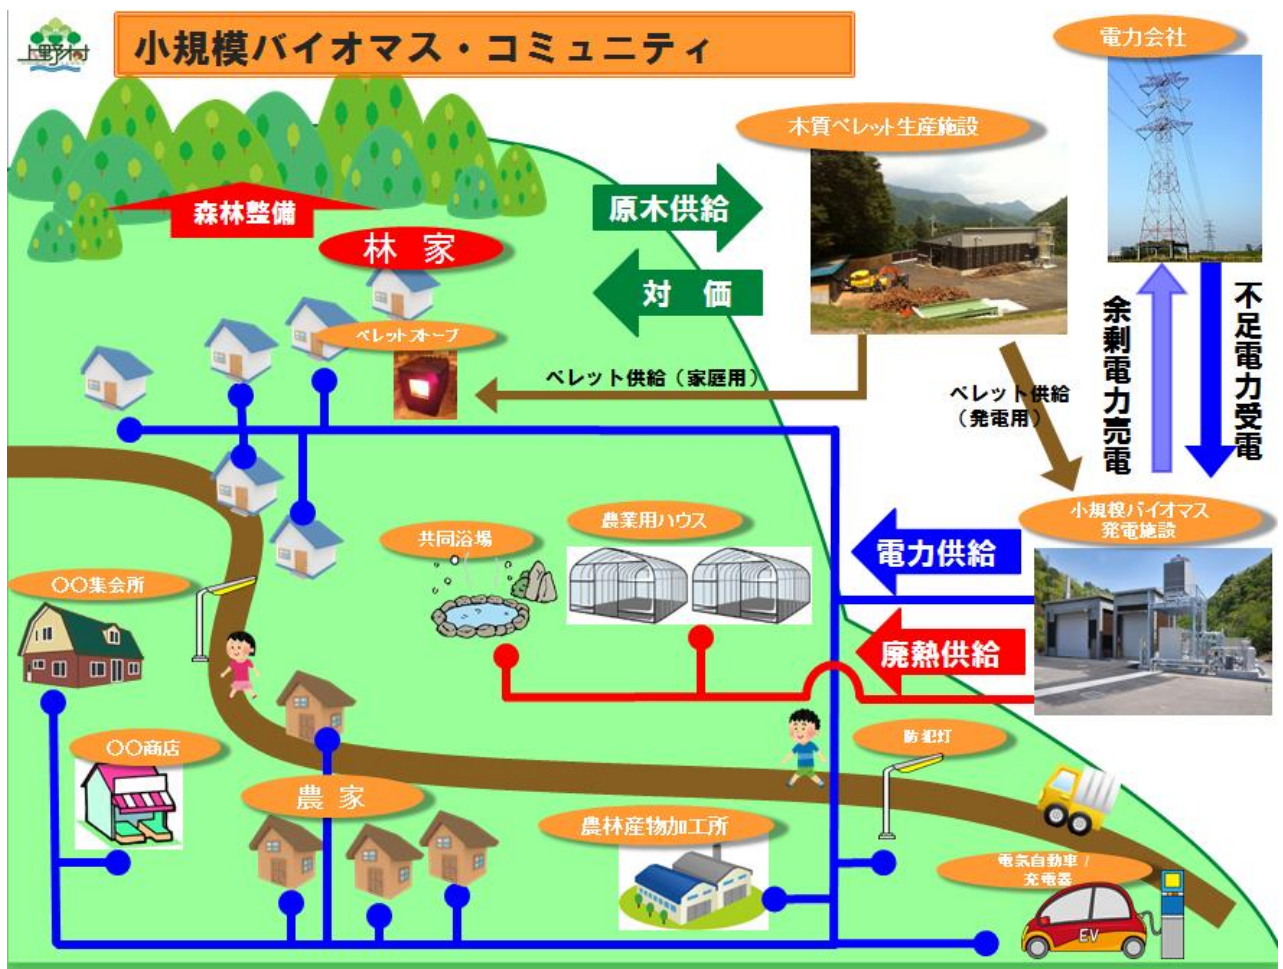 上野村
小規模バイオマス・コミュニティ
電力会社
木質ペレット生産施設
森林整備
原木供給
林家
対価
ペレットストーブ
ペレット供給（家庭用）
ペレット供給
（発電用）
余剰電力売電
不足電力受電
小規模バイオマス
発電施設
農業用ハウス
共同浴場
電力供給
〇〇集会所
廃熱供給
〇〇商店
防犯灯
農家
農林産物加工所
電気自動車/
充電器
EV